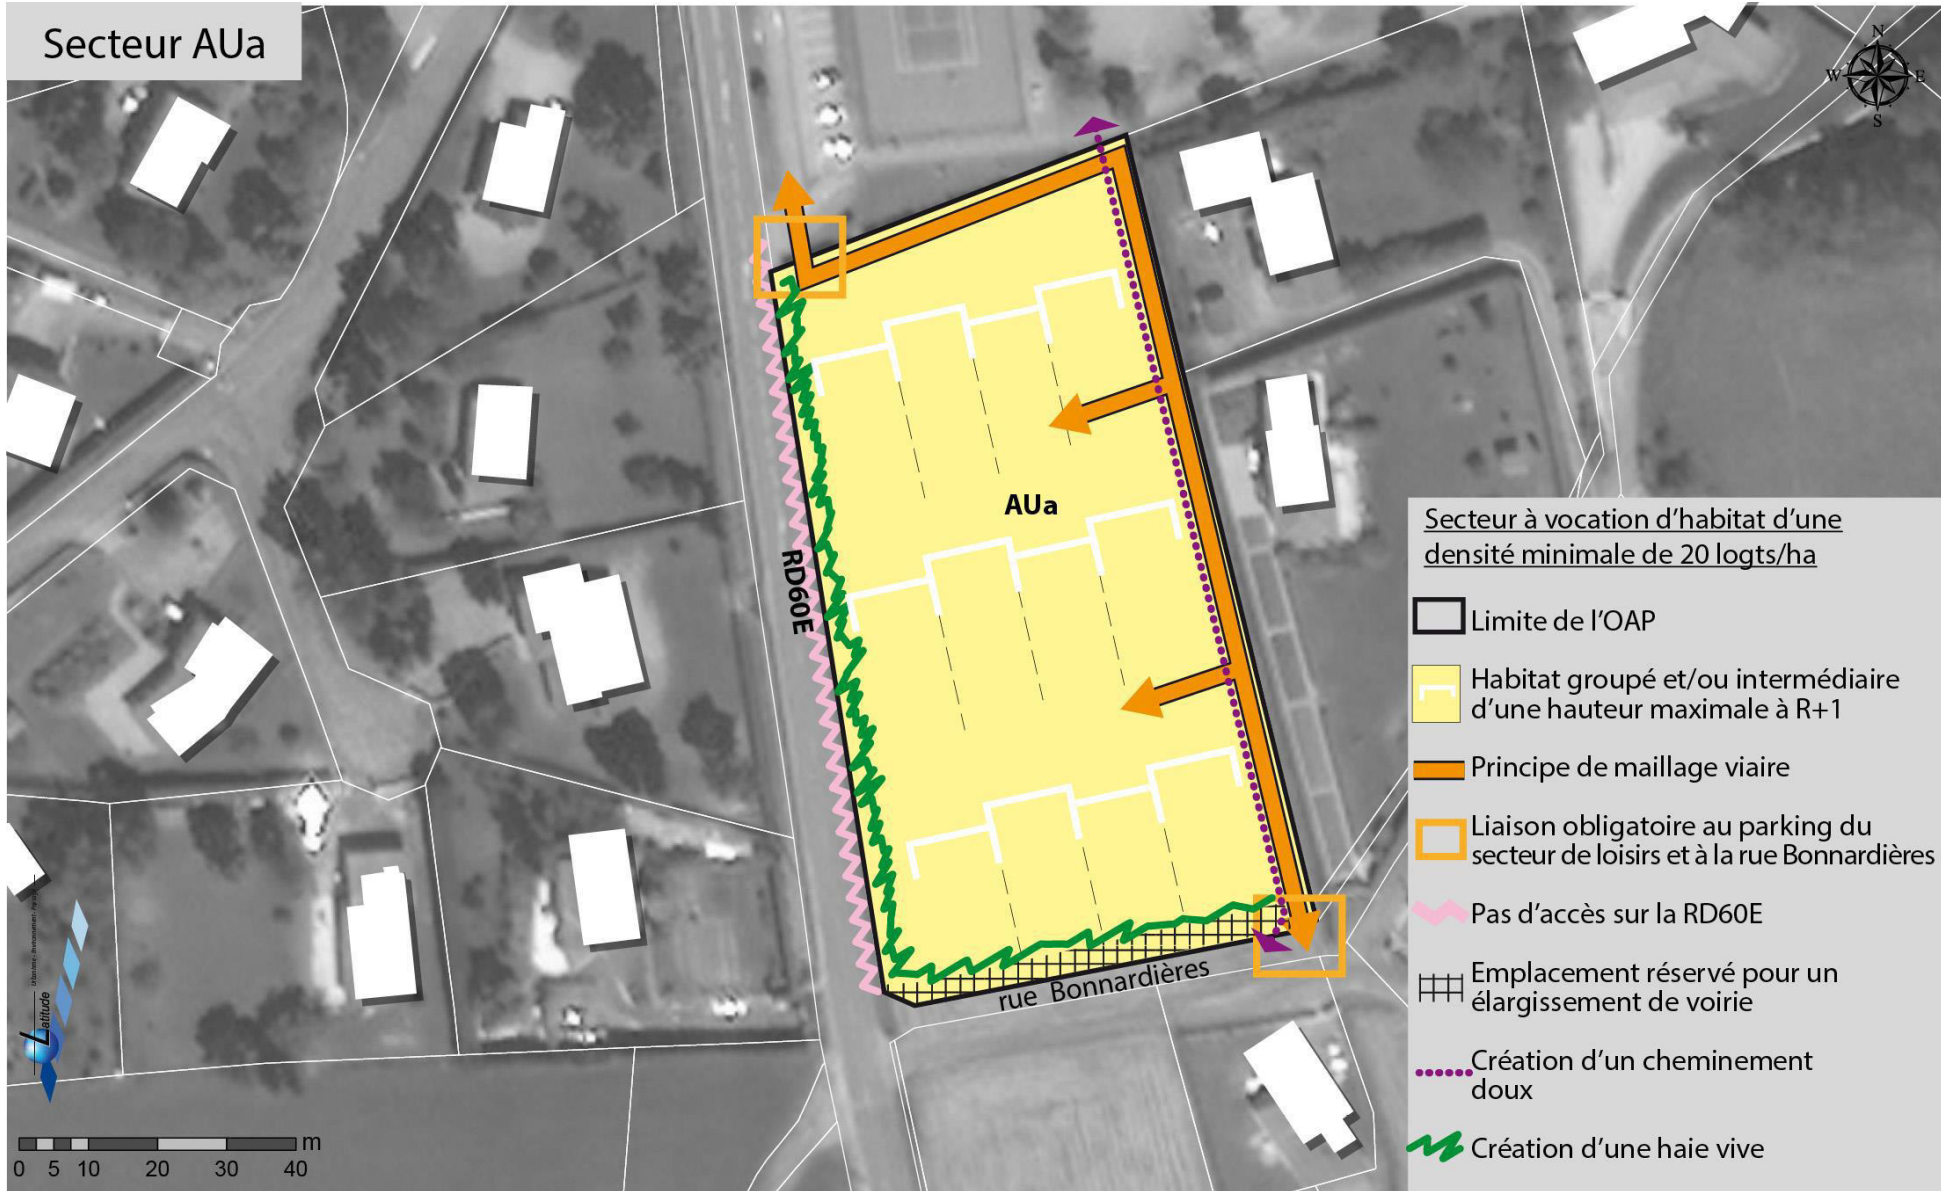 Secteur AUa
N
W E
S
AUa
RD60E
rue Bonnardières
Secteur à vocation d'habitat d'une
densité minimale de 20 logts/ha
Limite de l'OAP
Habitat groupé et/ou intermédiaire
d'une hauteur maximale à R+1
Principe de maillage viaire
Liaison obligatoire au parking du
secteur de loisirs et à la rue Bonnardières
Pas d'accès sur la RD60E
Emplacement réservé pour un
élargissement de voirie
Création d'un cheminement
doux
Création d'une haie vive
Latitude
m
0 5 10 20 30 40